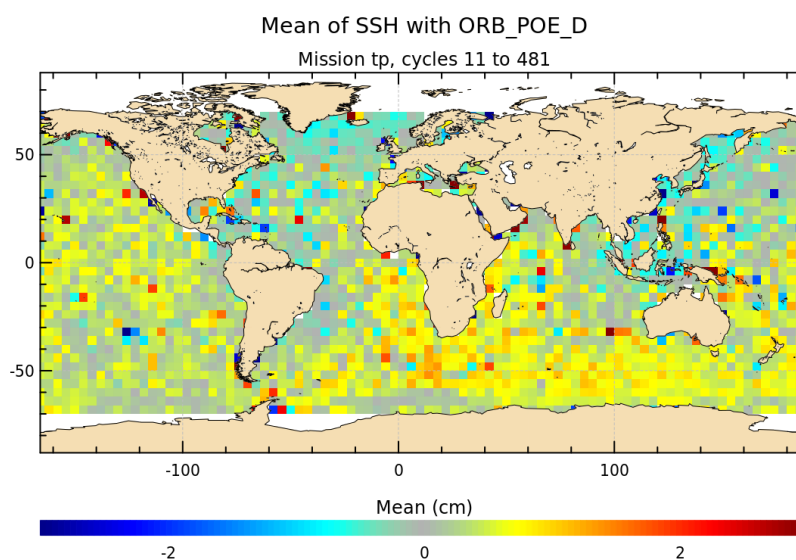 Mean of SSH with ORB_POE_D
Mission tp, cycles 11 to 481
50
0
-50
-100 0 100
Mean (cm)
-2 0 2